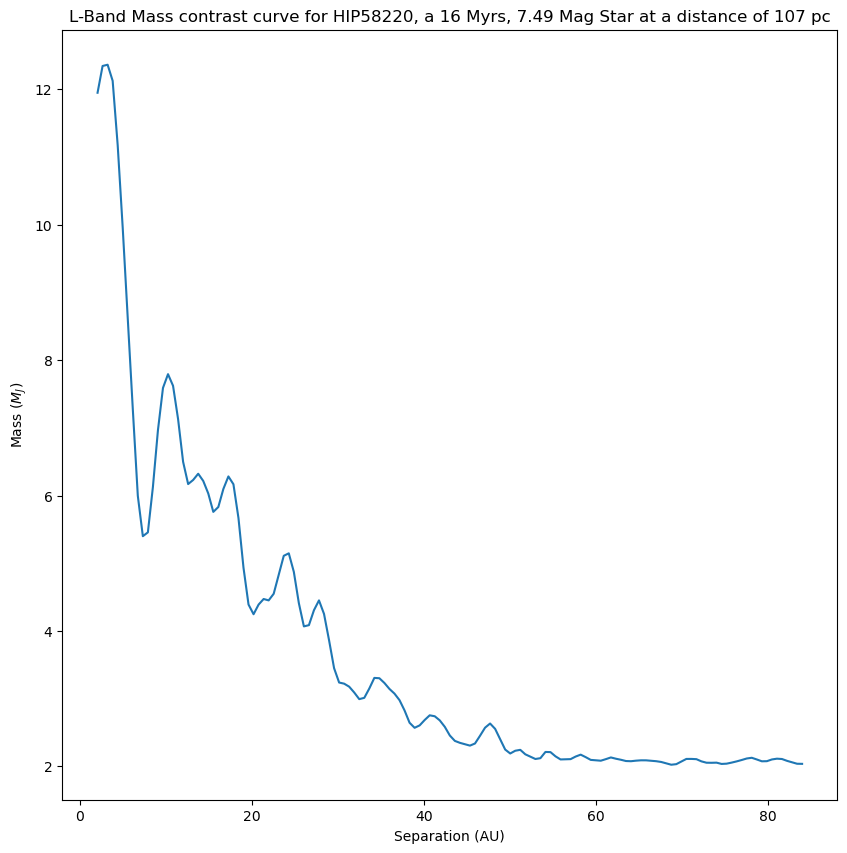 L-Band Mass contrast curve for HIP58220, a 16 Myrs, 7.49 Mag Star at a distance of 107 pc
12
10
8
6
4
2
Mass (M_J)
0 20 40 60 80
Separation (AU)